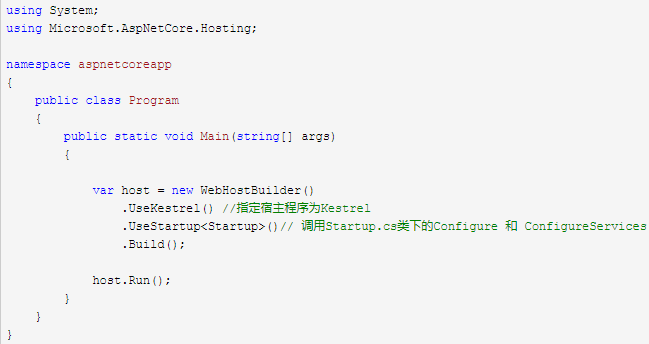 using System;
using Microsoft.AspNetCore.Hosting;
namespace aspnetcoreapp
{
public class Program
{
public static void Main(string[] args)
{
var host = new WebHostBuilder()
.UseKestrel() //指定宿主程序为Kestrel
.UseStartup<Startup>()// 调用Startup.cs类下的Configure 和 ConfigureServices
.Build();
host.Run();
}
}
}